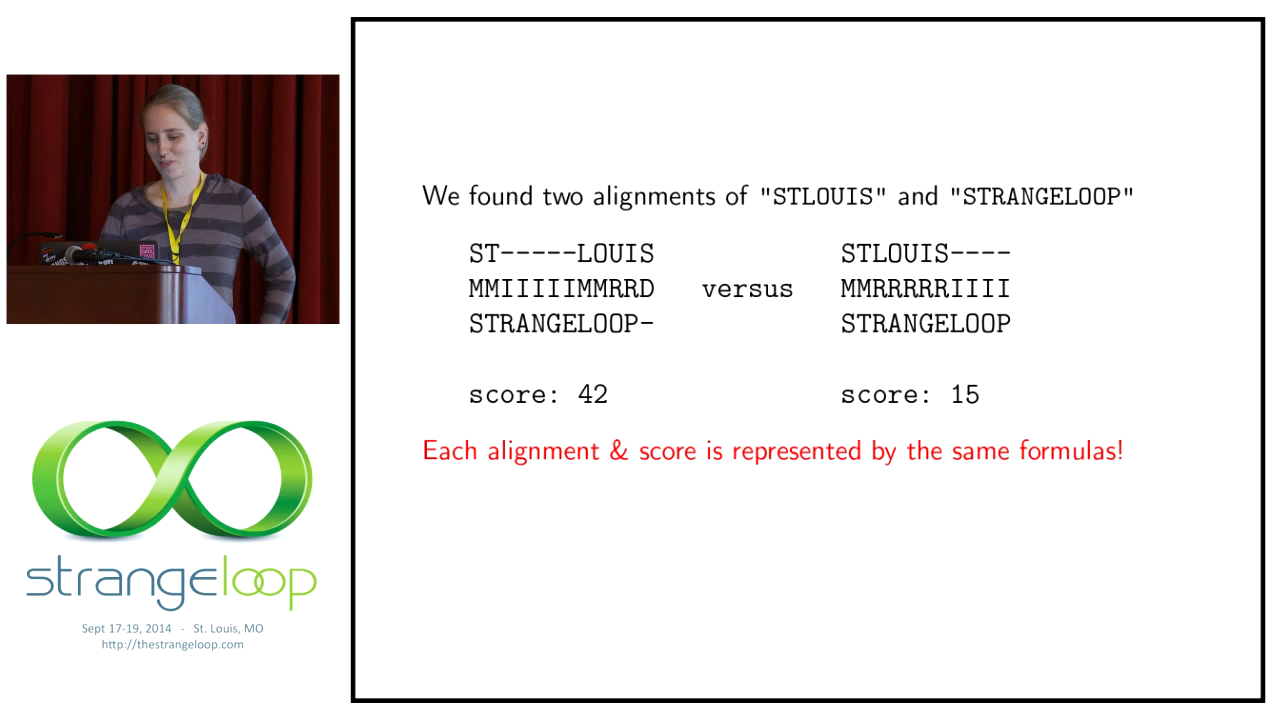 We found two alignments of "STLOUIS" and "STRANGELOOP"
ST-----LOUIS
MMIIIIIMMRRD
STRANGELOOP-
versus
STLOUIS----
MMRRRRRIIII
STRANGELOOP
score: 42
score: 15
Each alignment & score is represented by the same formulas!
strangeloop
Sept 17-19, 2014 - St. Louis, MO
http://thestrangeloop.com